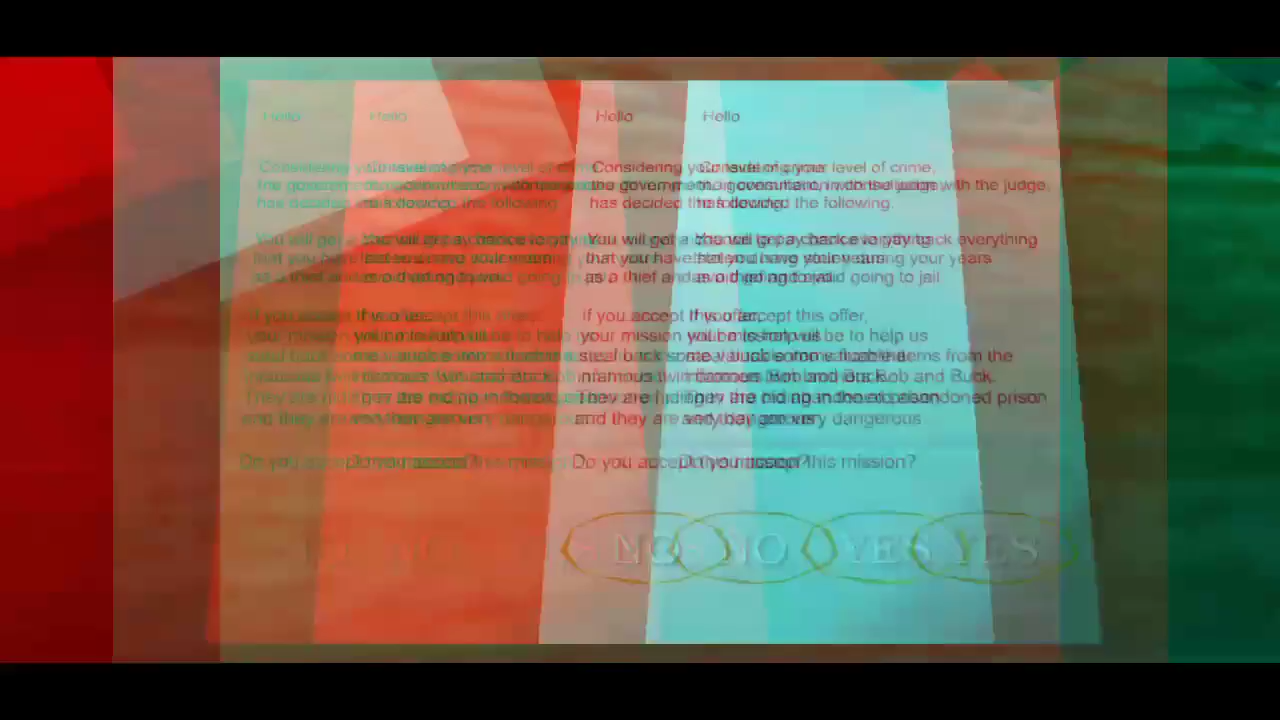 Hello
Considering your level of crime,
the government, in consultation with the judge,
has decided the following.
You will get a chance to pay back everything
that you have stolen during your years
as a thief and avoid going to jail
If you accept this offer,
your mission will be to help us
steal back some valuable items from the
infamous twin Bob and Buck.
They are hiding in the abandoned prison
and they are very dangerous
Do you accept this mission?
NO YES